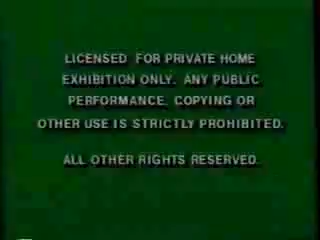 LICENSED FOR PRIVATE HOME
EXHIBITION ONLY. ANY PUBLIC
PERFORMANCE, COPYING OR
OTHER USE IS STRICTLY PROHIBITED.
ALL OTHER RIGHTS RESERVED.